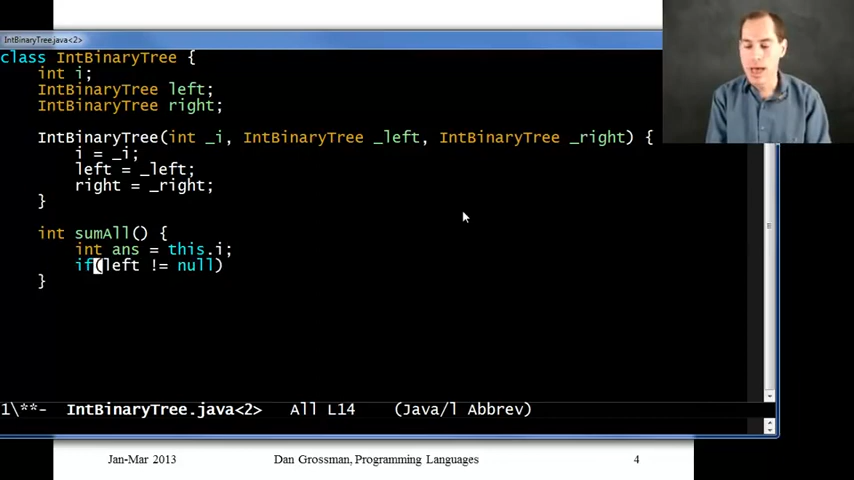 IntBinaryTree.java<2>
class IntBinaryTree {
int i;
IntBinaryTree left;
IntBinaryTree right;
IntBinaryTree(int _i, IntBinaryTree _left, IntBinaryTree _right) {
i = _i;
left = _left;
right = _right;
}
int sumAll() {
int ans = this.i;
if(left != null)
}
1\**-  IntBinaryTree.java<2>   All L14    (Java/l Abbrev)
Jan-Mar 2013 Dan Grossman, Programming Languages 4